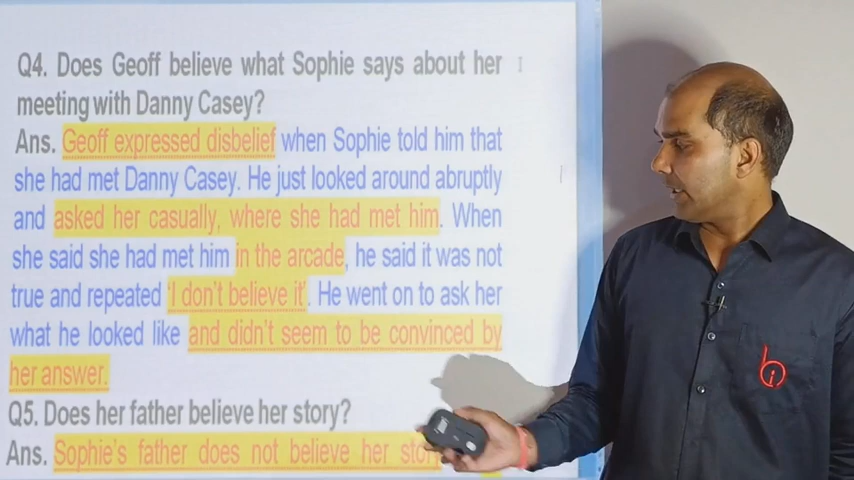 Q4. Does Geoff believe what Sophie says about her
meeting with Danny Casey?
Ans. Geoff expressed disbelief when Sophie told him that
she had met Danny Casey. He just looked around abruptly
and asked her casually, where she had met him. When
she said she had met him in the arcade, he said it was not
true and repeated 'I don't believe it'. He went on to ask her
what he looked like and didn't seem to be convinced by
her answer.
Q5. Does her father believe her story?
Ans. Sophie's father does not believe her